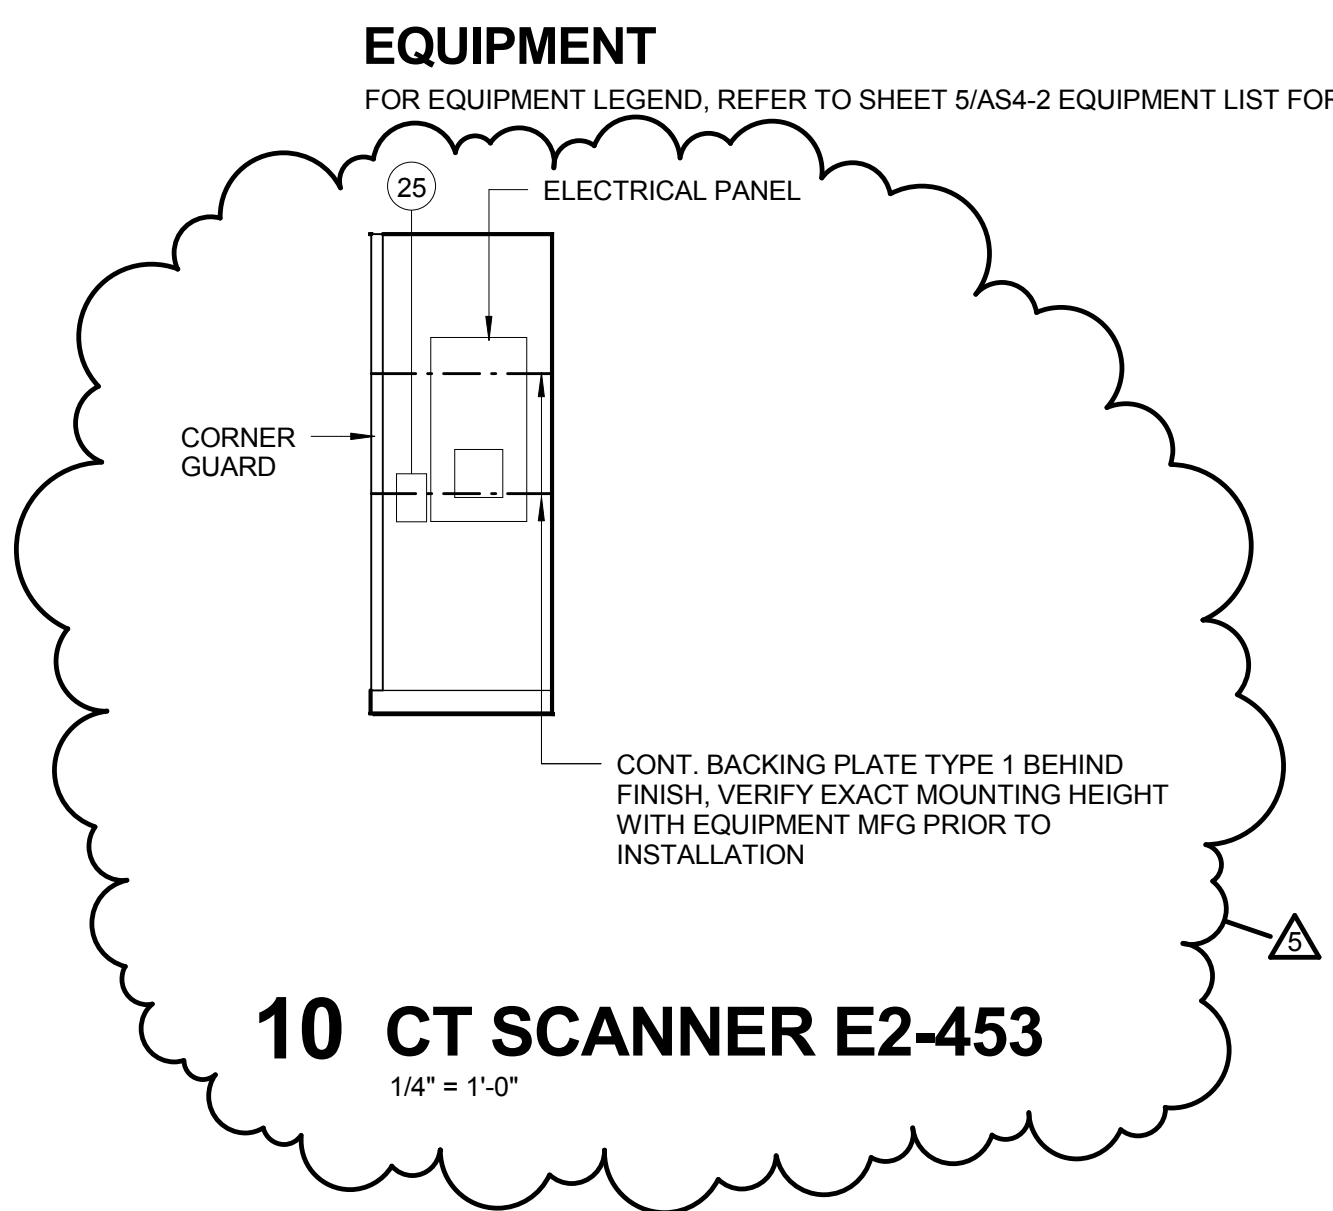 EQUIPMENT
FOR EQUIPMENT LEGEND, REFER TO SHEET 5/AS4-2 EQUIPMENT LIST FOR
25
ELECTRICAL PANEL
CORNER
GUARD
CONT. BACKING PLATE TYPE 1 BEHIND
FINISH, VERIFY EXACT MOUNTING HEIGHT
WITH EQUIPMENT MFG PRIOR TO
INSTALLATION
5
10 CT SCANNER E2-453
1/4" = 1'-0"